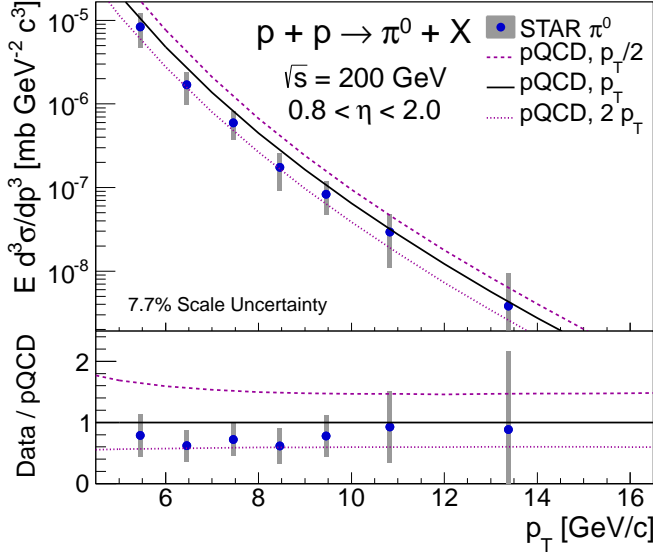 p + p → π⁰ + X
√s = 200 GeV
0.8 < η < 2.0
STAR π⁰
pQCD, p_T/2
pQCD, p_T
pQCD, 2 p_T
E d³σ/dp³ [mb GeV⁻² c³]
10⁻⁵
10⁻⁶
10⁻⁷
10⁻⁸
7.7% Scale Uncertainty
Data / pQCD
2
1
0
6 8 10 12 14 16
p_T [GeV/c]